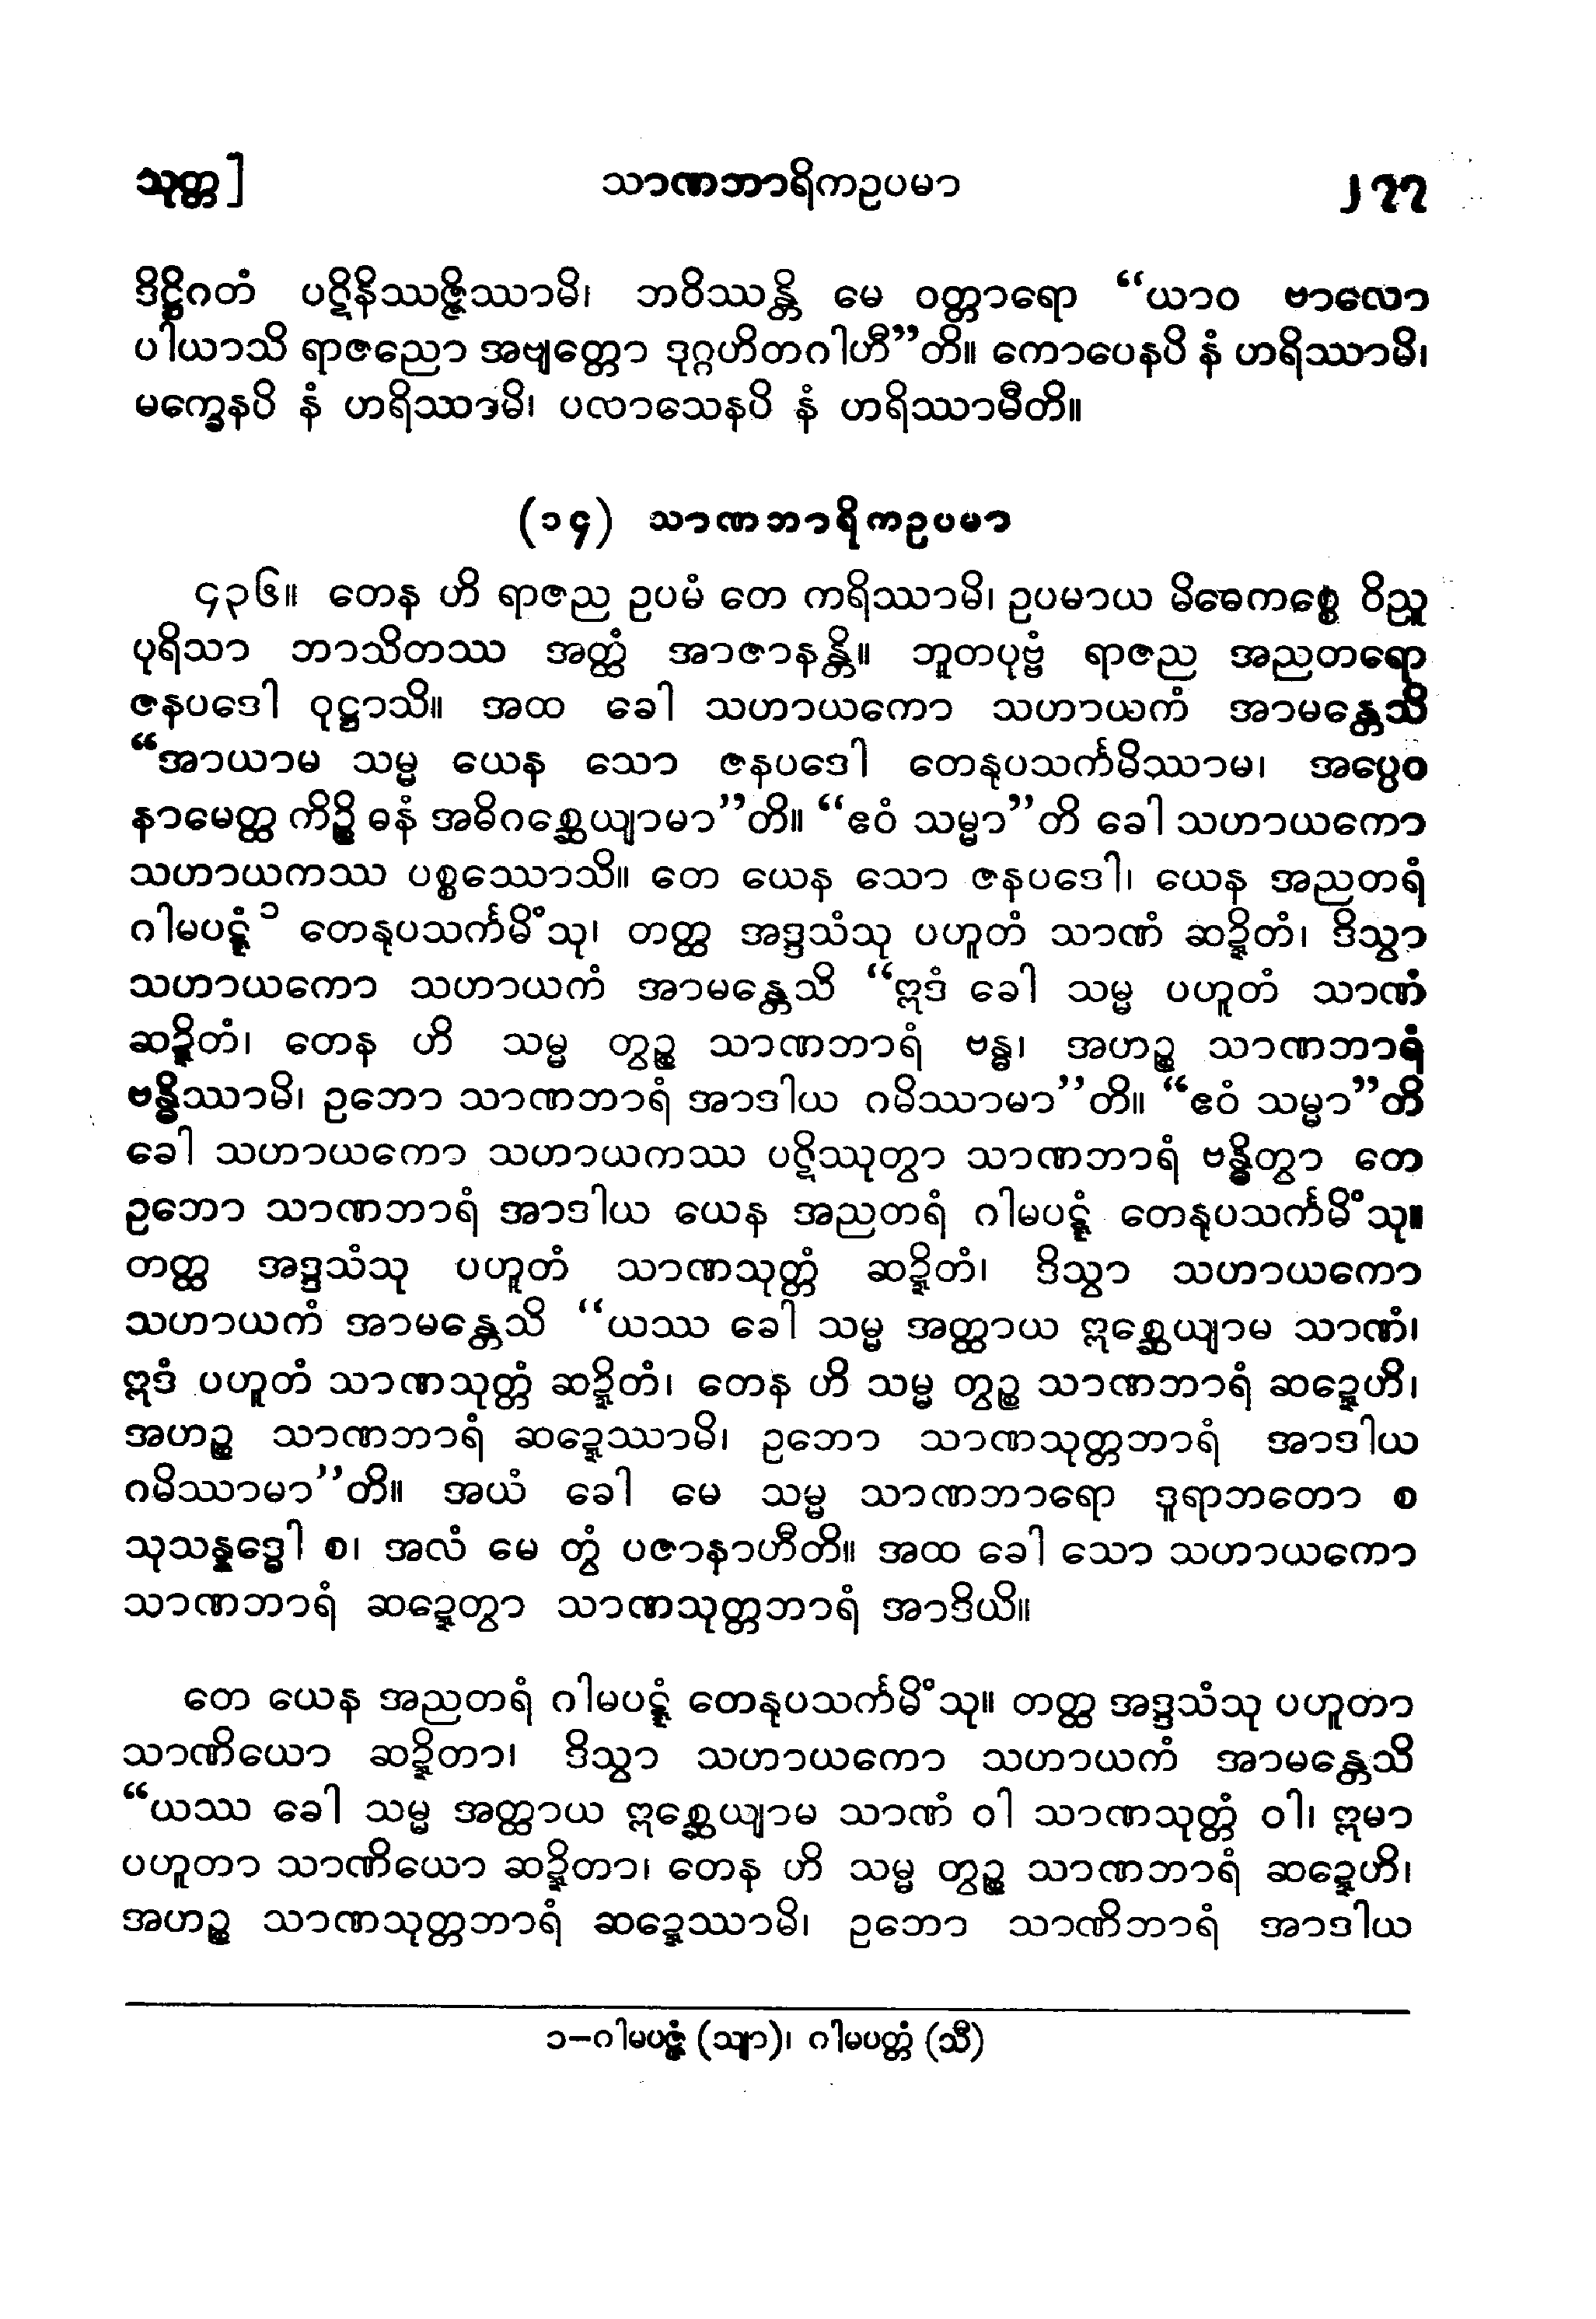 သုတ္တ]
သာဏဘာရိကဥပမာ
၂၇၇
ဒိဋ္ဌိဂတံ ပဋိနိဿဇ္ဇိဿာမိ၊ ဘဝိဿန္တိ မေ ဝတ္တာရော “ယာဝ ဗာလော
ပါယာသိ ရာဇညော အဗျတ္တော ဒုဂ္ဂဟိတဂါဟီ”တိ။ ကောပေနပိ နံ ဟရိဿာမိ၊
မက္ခေနပိ နံ ဟရိဿာမိ၊ ပလာသေနပိ နံ ဟရိဿာမီတိ။
(၁၄) သာဏဘာရိကဥပမာ
၄၃၆။ တေန ဟိ ရာဇည ဥပမံ တေ ကရိဿာမိ၊ ဥပမာယ မိဓေကစ္စေ ဝိညူ
ပုရိသာ ဘာသိတဿ အတ္ထံ အာဇာနန္တိ။ ဘူတပုဗ္ဗံ ရာဇည အညတရော
ဇနပဒေါ ဝုဋ္ဌာသိ။ အထ ခေါ သဟာယကော သဟာယကံ အာမန္တေသိ
“အာယာမ သမ္မ ယေန သော ဇနပဒေါ တေနုပသင်္ကမိဿာမ၊ အပ္ပေဝ
နာမေတ္ထ ကိဉ္စိ ဓနံ အဓိဂစ္ဆေယျာမာ”တိ။ “ဧဝံ သမ္မာ”တိ ခေါ သဟာယကော
သဟာယကဿ ပစ္စဿောသိ။ တေ ယေန သော ဇနပဒေါ၊ ယေန အညတရံ
ဂါမပဋ္ဋံ ၁ တေနုပသင်္ကမိံသု၊ တတ္ထ အဒ္ဒသံသု ပဟူတံ သာဏံ ဆဍ္ဍိတံ၊ ဒိသွာ
သဟာယကော သဟာယကံ အာမန္တေသိ “ဣဒံ ခေါ သမ္မ ပဟူတံ သာဏံ
ဆဍ္ဍိတံ၊ တေန ဟိ သမ္မ တွဉ္စ သာဏဘာရံ ဗန္ဓ၊ အဟဉ္စ သာဏဘာရံ
ဗန္ဓိဿာမိ၊ ဥဘော သာဏဘာရံ အာဒါယ ဂမိဿာမာ”တိ။ “ဧဝံ သမ္မာ”တိ
ခေါ သဟာယကော သဟာယကဿ ပဋိဿုတွာ သာဏဘာရံ ဗန္ဓိတွာ တေ
ဥဘော သာဏဘာရံ အာဒါယ ယေန အညတရံ ဂါမပဋ္ဋံ တေနုပသင်္ကမိံသု။
တတ္ထ အဒ္ဒသံသု ပဟူတံ သာဏသုတ္တံ ဆဍ္ဍိတံ၊ ဒိသွာ သဟာယကော
သဟာယကံ အာမန္တေသိ “ယဿ ခေါ သမ္မ အတ္ထာယ ဣစ္ဆေယျာမ သာဏံ၊
ဣဒံ ပဟူတံ သာဏသုတ္တံ ဆဍ္ဍိတံ၊ တေန ဟိ သမ္မ တွဉ္စ သာဏဘာရံ ဆဍ္ဍေဟိ၊
အဟဉ္စ သာဏဘာရံ ဆဍ္ဍေဿာမိ၊ ဥဘော သာဏသုတ္တဘာရံ အာဒါယ
ဂမိဿာမာ”တိ။ အယံ ခေါ မေ သမ္မ သာဏဘာရော ဒူရာဘတော စ
သုသန္နဒ္ဓေါ စ၊ အလံ မေ တွံ ပဇာနာဟီတိ။ အထ ခေါ သော သဟာယကော
သာဏဘာရံ ဆဍ္ဍေတွာ သာဏသုတ္တဘာရံ အာဒိယိ။
တေ ယေန အညတရံ ဂါမပဋ္ဋံ တေနုပသင်္ကမိံသု။ တတ္ထ အဒ္ဒသံသု ပဟူတာ
သာဏိယော ဆဍ္ဍိတာ၊ ဒိသွာ သဟာယကော သဟာယကံ အာမန္တေသိ
“ယဿ ခေါ သမ္မ အတ္ထာယ ဣစ္ဆေယျာမ သာဏံ ဝါ သာဏသုတ္တံ ဝါ၊ ဣမာ
ပဟူတာ သာဏိယော ဆဍ္ဍိတာ၊ တေန ဟိ သမ္မ တွဉ္စ သာဏဘာရံ ဆဍ္ဍေဟိ၊
အဟဉ္စ သာဏသုတ္တဘာရံ ဆဍ္ဍေဿာမိ၊ ဥဘော သာဏိဘာရံ အာဒါယ
၁-ဂါမပဇ္ဇံ (သျာ)၊ ဂါမပတ္တံ (သီ)